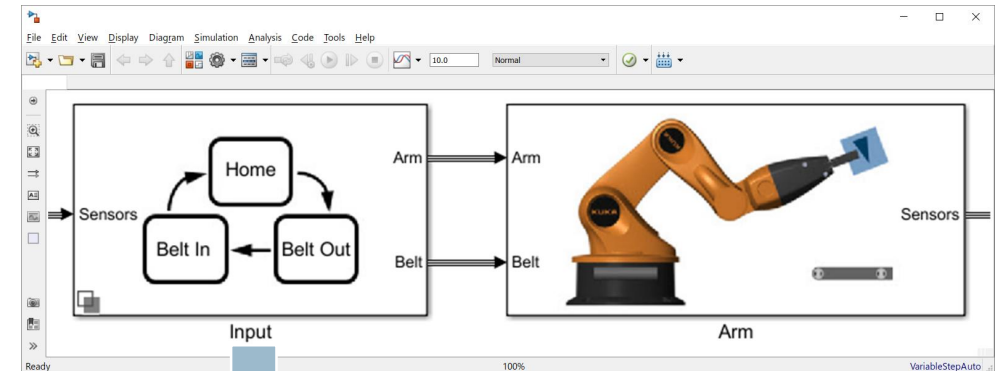 File Edit View Display Diagram Simulation Analysis Code Tools Help
10.0 Normal
Sensors
Home
Belt In
Belt Out
Arm
Belt
Input
Arm
Belt
KUKA
Sensors
Arm
Ready 100% VariableStepAuto